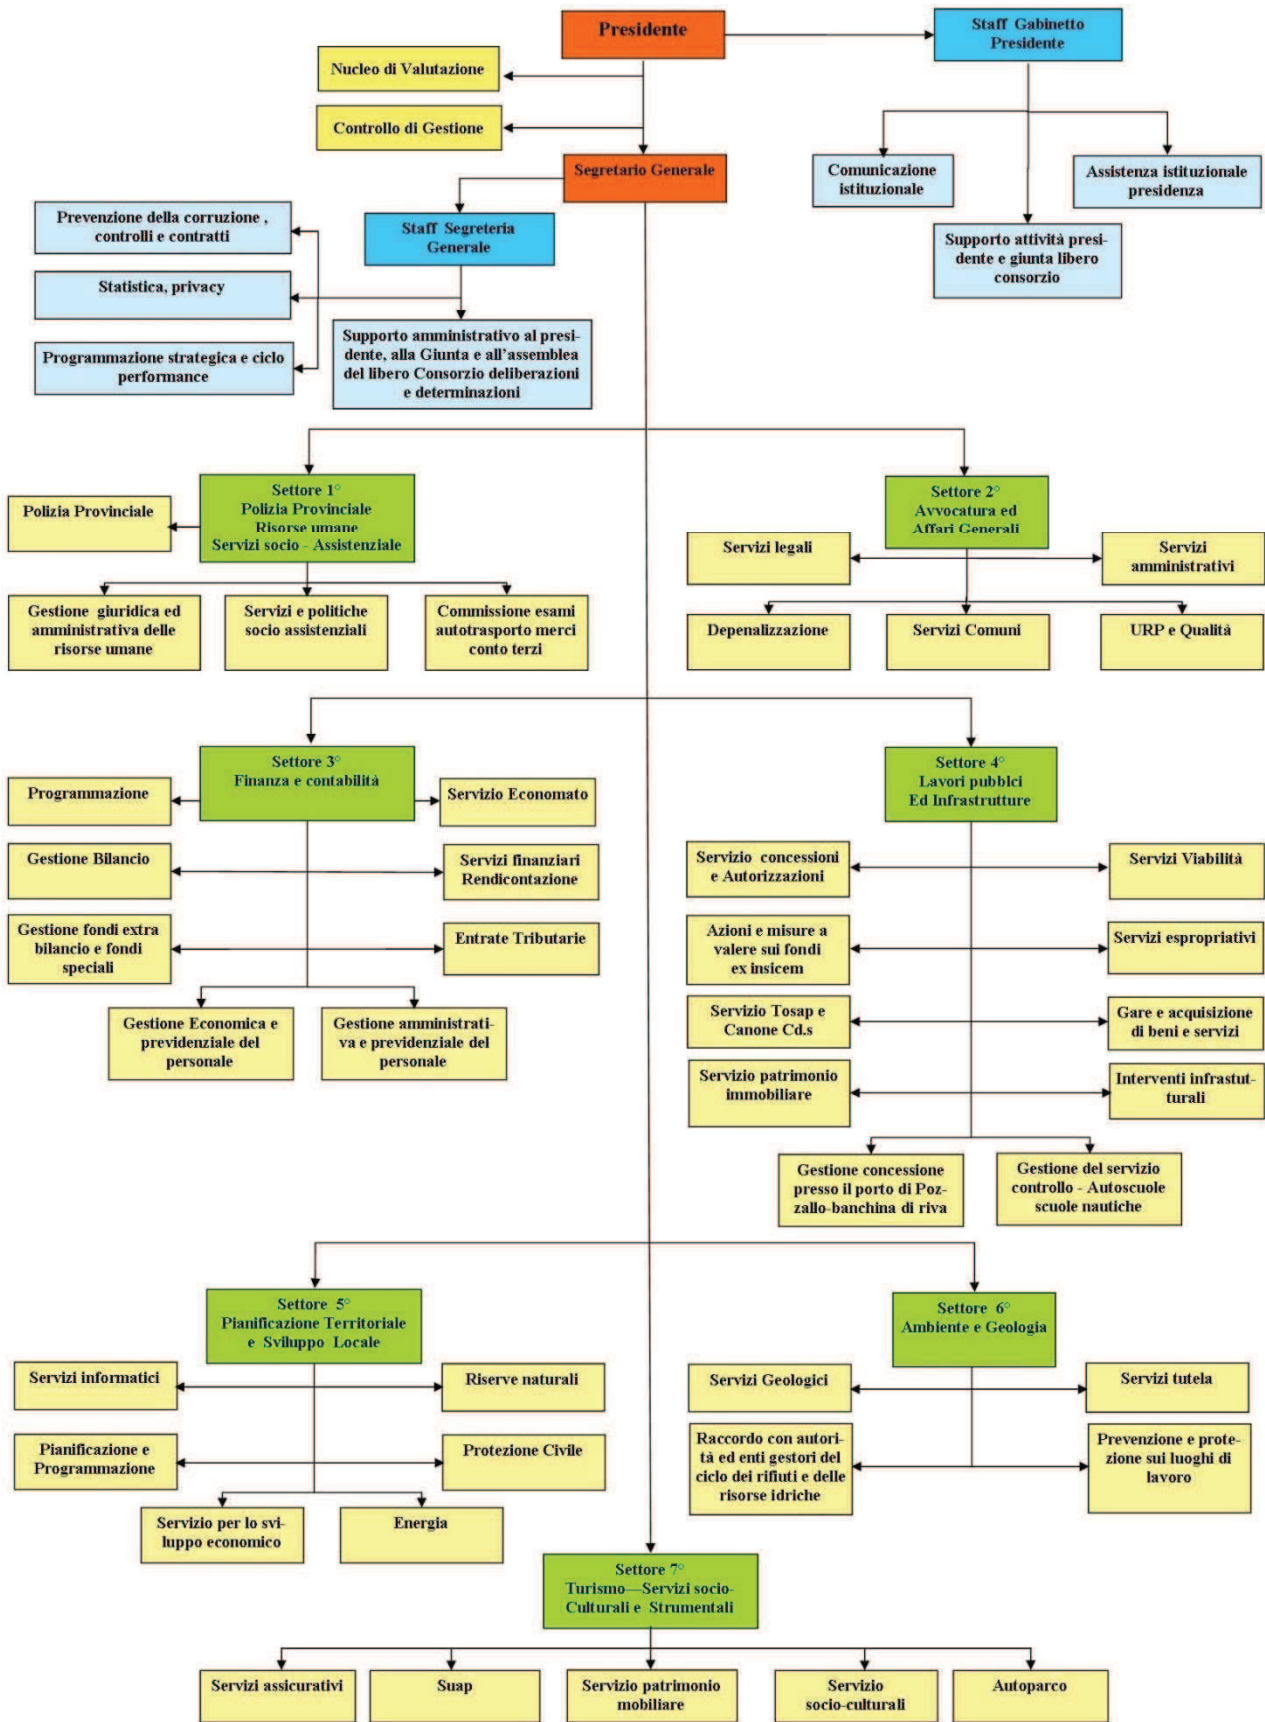 Presidente
Staff Gabinetto
Presidente
Nucleo di Valutazione
Controllo di Gestione
Segretario Generale
Comunicazione
istituzionale
Assistenza istituzionale
presidenza
Supporto attività presi-
dente e giunta libero
consorzio
Staff Segreteria
Generale
Prevenzione della corruzione ,
controlli e contratti
Statistica, privacy
Programmazione strategica e ciclo
performance
Supporto amministrativo al presi-
dente, alla Giunta e all'assemblea
del libero Consorzio deliberazioni
e determinazioni
Settore 1°
Polizia Provinciale
Risorse umane
Servizi socio - Assistenziale
Polizia Provinciale
Gestione giuridica ed
amministrativa delle
risorse umane
Servizi e politiche
socio assistenziali
Commissione esami
autotrasporto merci
conto terzi
Settore 2°
Avvocatura ed
Affari Generali
Servizi legali
Servizi
amministrativi
Depenalizzazione
Servizi Comuni
URP e Qualità
Settore 3°
Finanza e contabilità
Programmazione
Servizio Economato
Gestione Bilancio
Servizi finanziari
Rendicontazione
Gestione fondi extra
bilancio e fondi
speciali
Entrate Tributarie
Gestione Economica e
previdenziale del
personale
Gestione amministrati-
va e previdenziale del
personale
Settore 4°
Lavori pubblci
Ed Infrastrutture
Servizio concessioni
e Autorizzazioni
Servizi Viabilità
Azioni e misure a
valere sui fondi
ex insicem
Servizi espropriativi
Servizio Tosap e
Canone Cd.s
Gare e acquisizione
di beni e servizi
Servizio patrimonio
immobiliare
Interventi infrastut-
turali
Gestione concessione
presso il porto di Poz-
zallo-banchina di riva
Gestione del servizio
controllo - Autoscuole
scuole nautiche
Settore 5°
Pianificazione Territoriale
e Sviluppo Locale
Servizi informatici
Riserve naturali
Pianificazione e
Programmazione
Protezione Civile
Servizio per lo svi-
luppo economico
Energia
Settore 6°
Ambiente e Geologia
Servizi Geologici
Servizi tutela
Raccordo con autori-
tà ed enti gestori del
ciclo dei rifiuti e delle
risorse idriche
Prevenzione e prote-
zione sui luoghi di
lavoro
Settore 7°
Turismo—Servizi socio-
Culturali e Strumentali
Servizi assicurativi
Suap
Servizio patrimonio
mobiliare
Servizio
socio-culturali
Autoparco